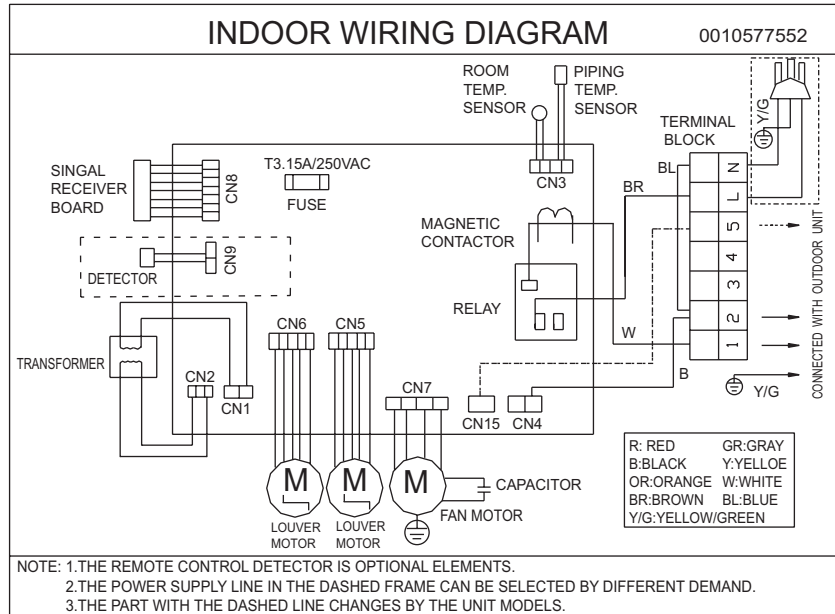 INDOOR WIRING DIAGRAM
0010577552
ROOM
TEMP.
SENSOR
PIPING
TEMP.
SENSOR
Y/G
TERMINAL
BLOCK
SINGAL
RECEIVER
BOARD
CN8
T3.15A/250VAC
FUSE
CN3
BL
N
BR
L
MAGNETIC
CONTACTOR
5
DETECTOR
CN9
4
3
RELAY
2
CN6
CN5
W
1
CONNECTED WITH OUTDOOR UNIT
TRANSFORMER
CN2
CN1
CN7
B
Y/G
CN15
CN4
M
M
M
CAPACITOR
FAN MOTOR
LOUVER
MOTOR
LOUVER
MOTOR
R: RED GR:GRAY
B:BLACK Y:YELLOE
OR:ORANGE W:WHITE
BR:BROWN BL:BLUE
Y/G:YELLOW/GREEN
NOTE: 1.THE REMOTE CONTROL DETECTOR IS OPTIONAL ELEMENTS.
2.THE POWER SUPPLY LINE IN THE DASHED FRAME CAN BE SELECTED BY DIFFERENT DEMAND.
3.THE PART WITH THE DASHED LINE CHANGES BY THE UNIT MODELS.